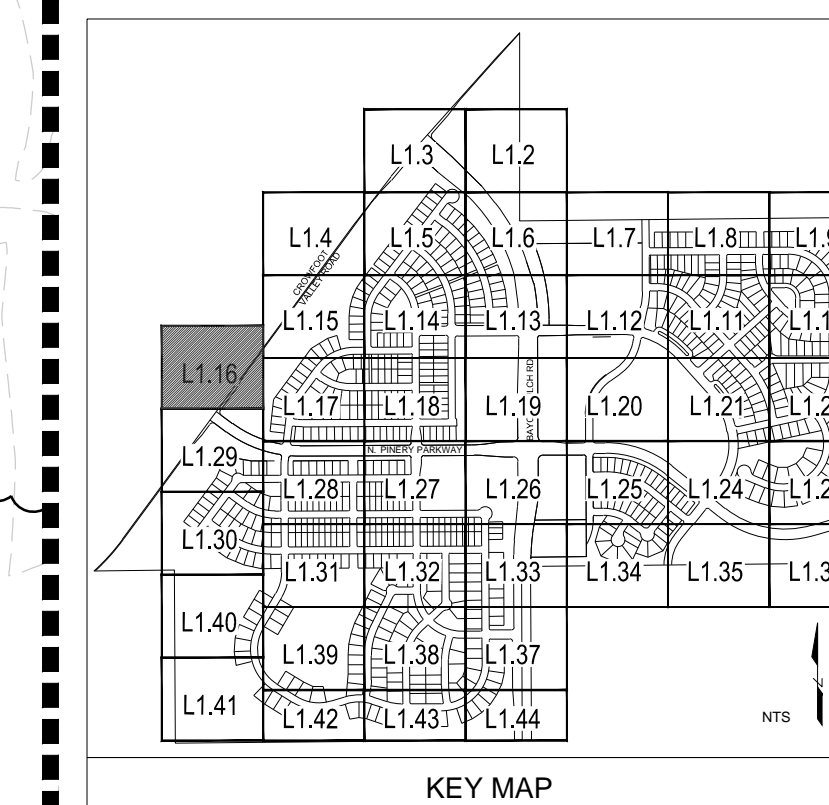 L1.3 L1.2
L1.4 L1.5 L1.6 L1.7 L1.8
CROWFOOT
VALLEY ROAD
L1.15 L1.14 L1.13 L1.12 L1.11
L1.16
L1.17 L1.18 L1.19 L1.20 L1.21
N. PINERY PARKWAY
L1.29
L1.28 L1.27 L1.26 L1.25 L1.24
L1.30
L1.31 L1.32 L1.33 L1.34 L1.35
L1.40
L1.39 L1.38 L1.37
L1.41
L1.42 L1.43 L1.44
NTS
N
KEY MAP